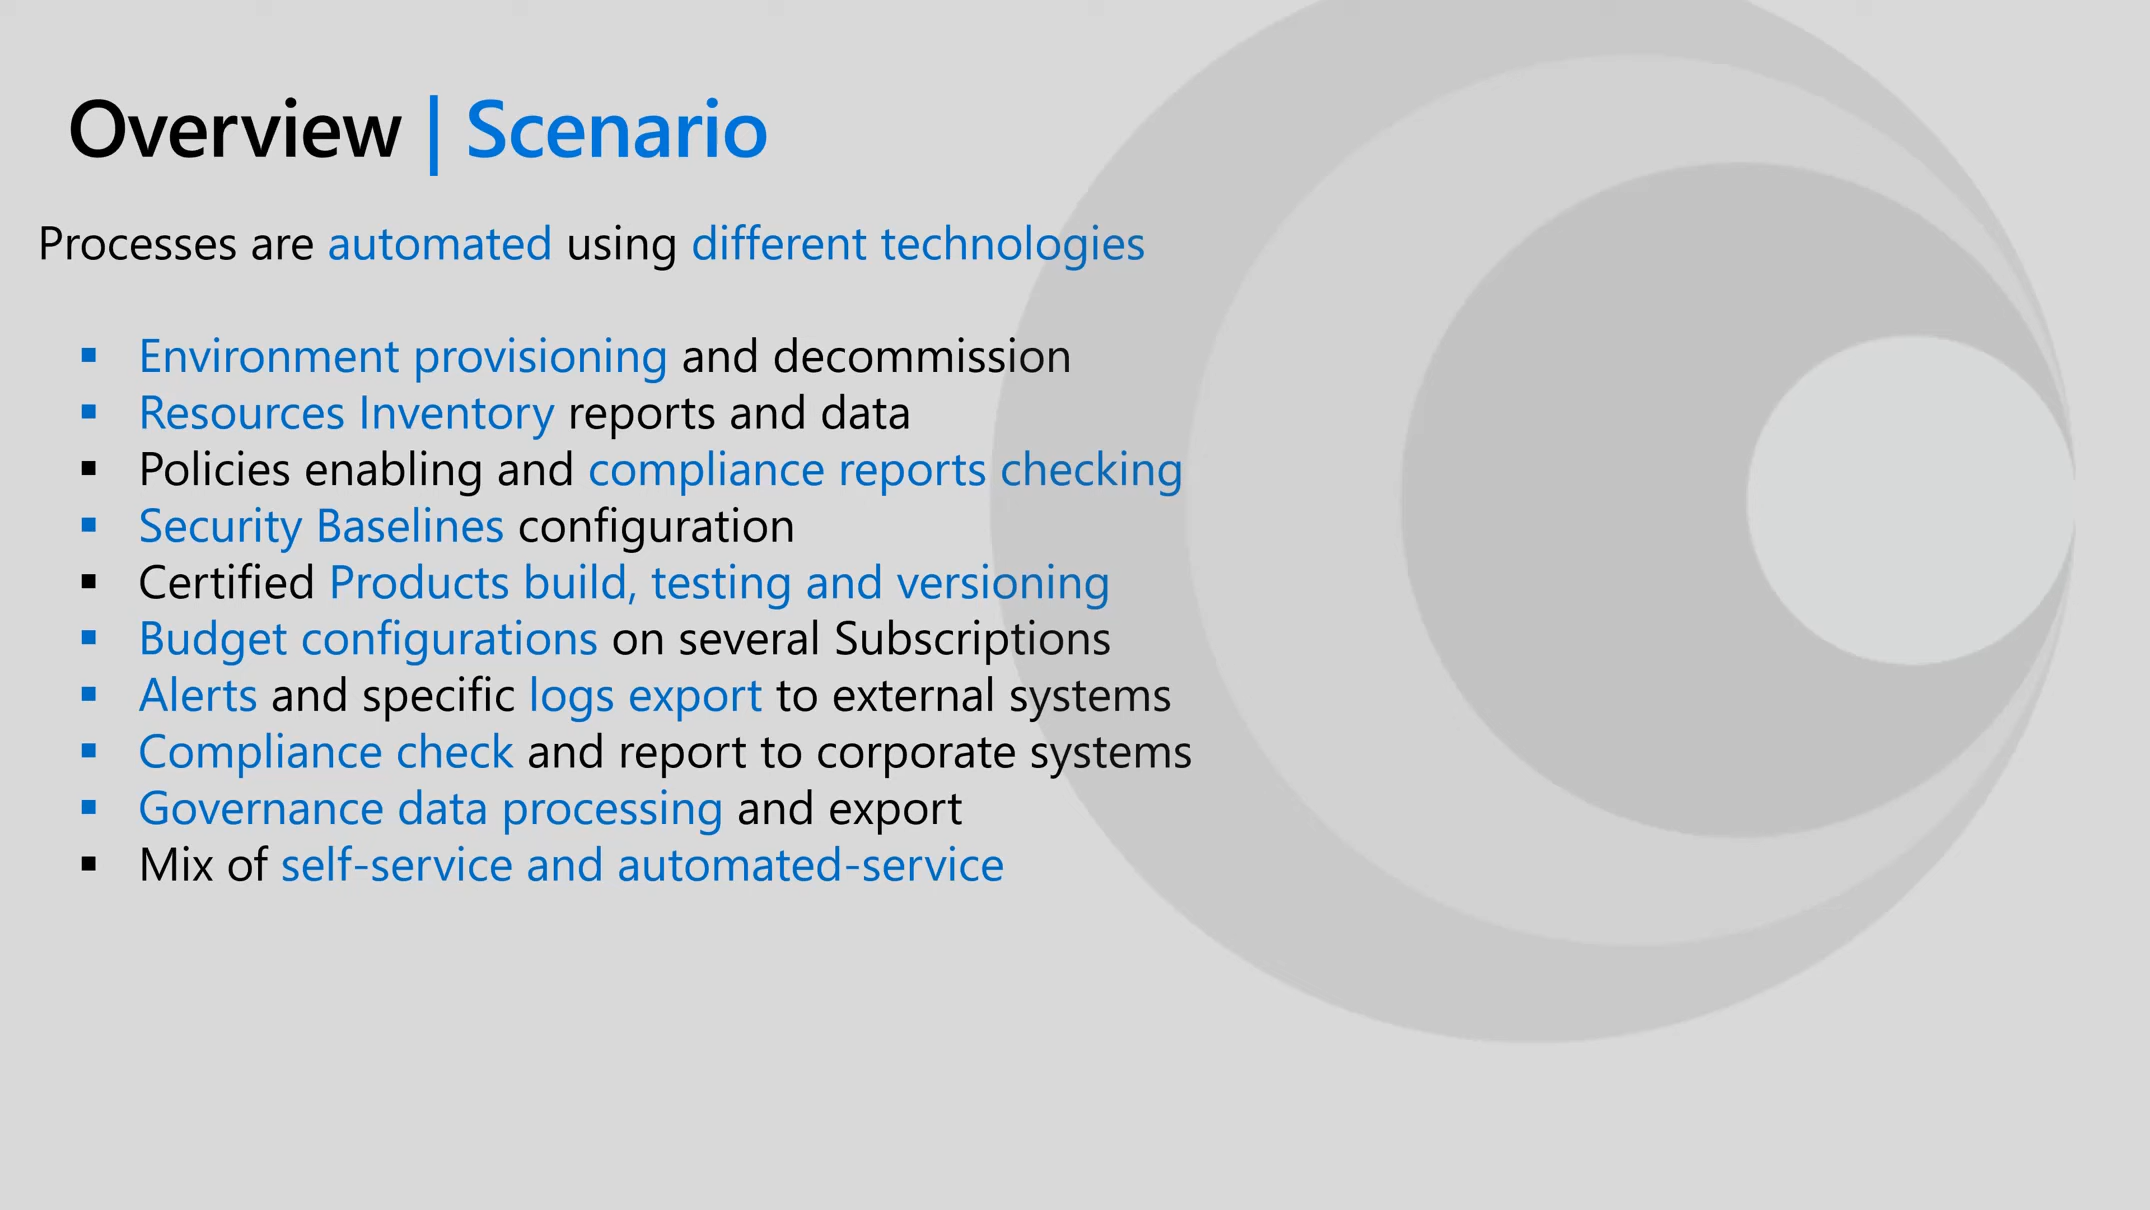 Overview | Scenario
Processes are automated using different technologies
▪ Environment provisioning and decommission
▪ Resources Inventory reports and data
▪ Policies enabling and compliance reports checking
▪ Security Baselines configuration
▪ Certified Products build, testing and versioning
▪ Budget configurations on several Subscriptions
▪ Alerts and specific logs export to external systems
▪ Compliance check and report to corporate systems
▪ Governance data processing and export
▪ Mix of self-service and automated-service